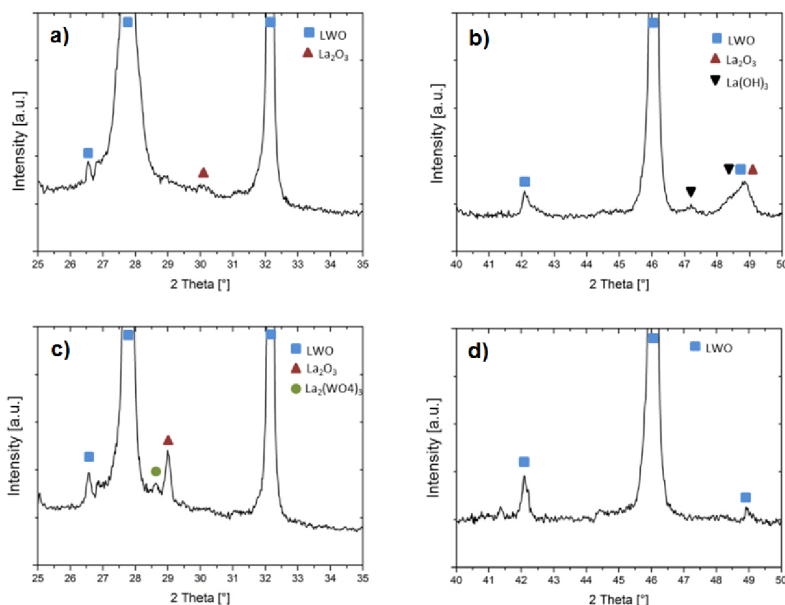 a)
LWO
La₂O₃
Intensity [a.u.]
25 26 27 28 29 30 31 32 33 34 35
2 Theta [°]
b)
LWO
La₂O₃
La(OH)₃
Intensity [a.u.]
40 41 42 43 44 45 46 47 48 49 50
2 Theta [°]
c)
LWO
La₂O₃
La₂(WO4)₃
Intensity [a.u.]
25 26 27 28 29 30 31 32 33 34 35
2 Theta [°]
d)
LWO
Intensity [a.u.]
40 41 42 43 44 45 46 47 48 49 50
2 Theta [°]